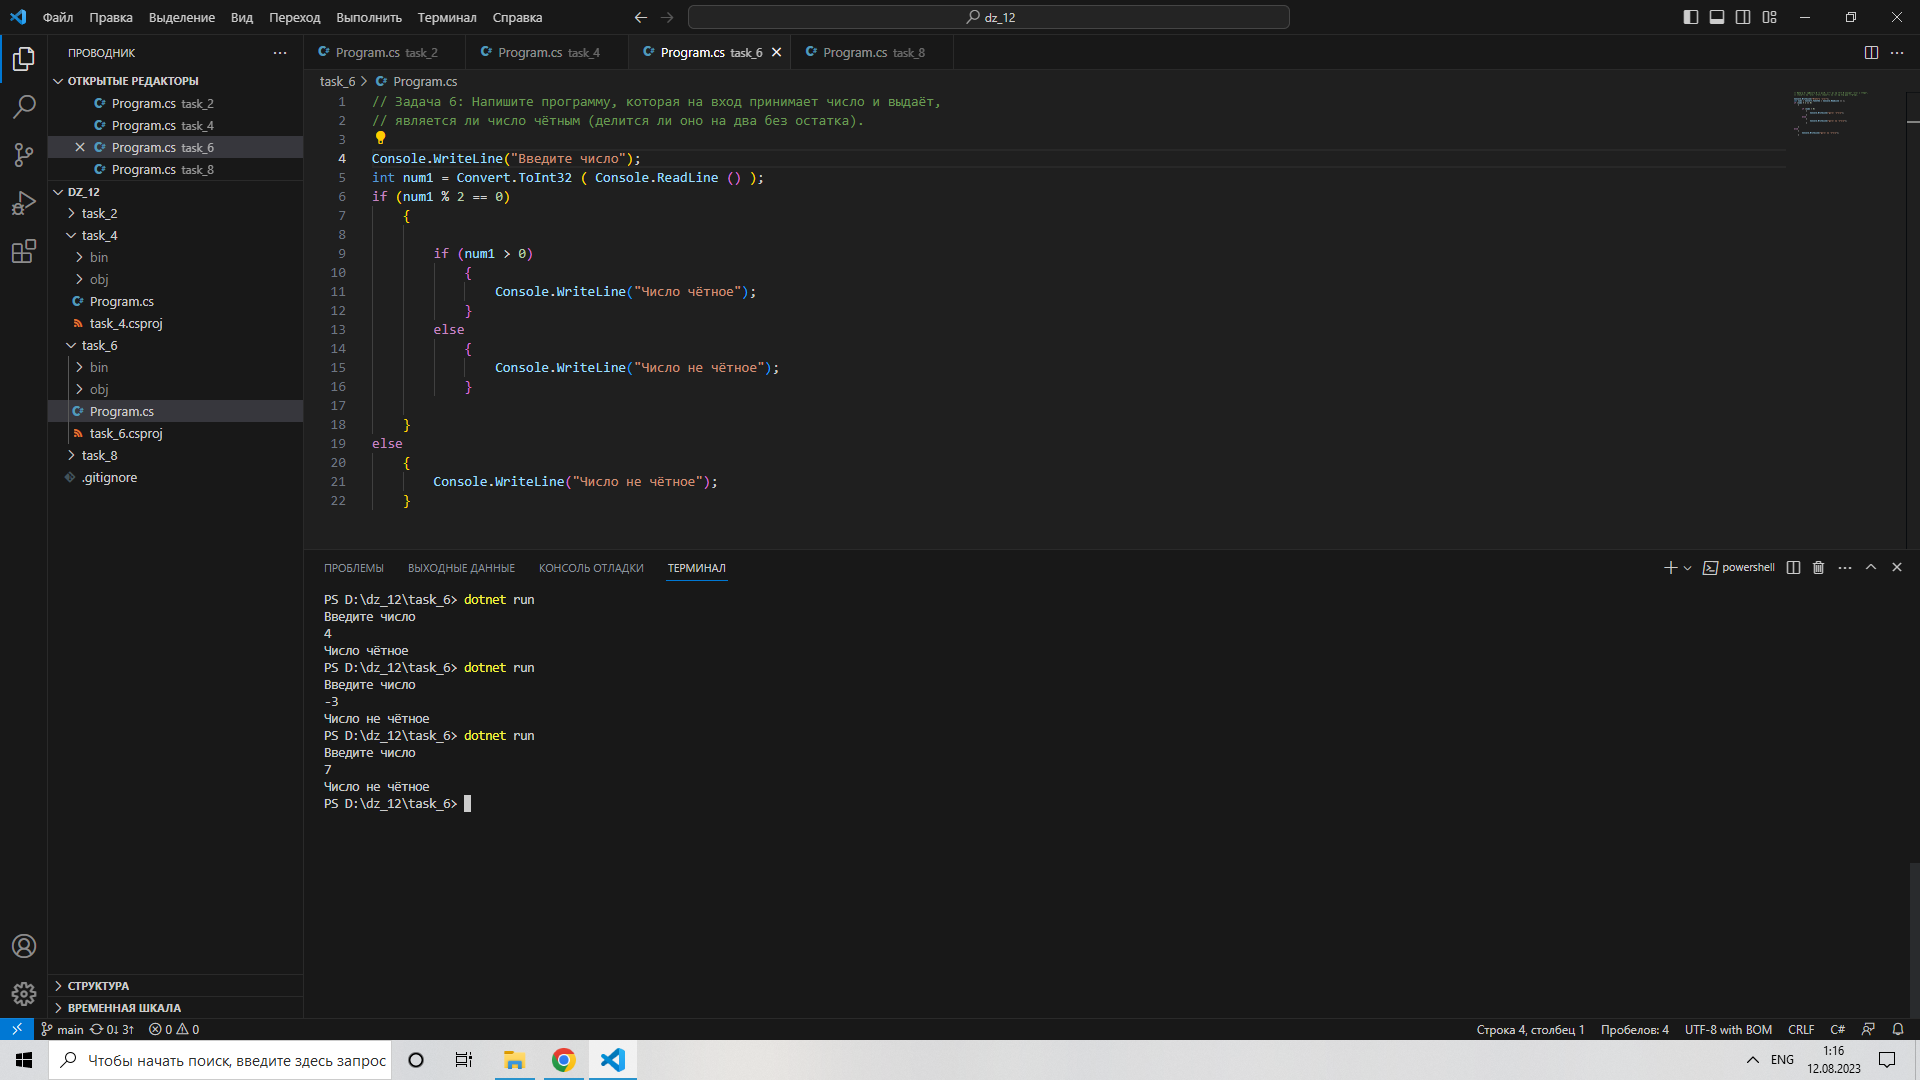 Файл Правка Выделение Вид Переход Выполнить Терминал Справка dz_12
ПРОВОДНИК
ОТКРЫТЫЕ РЕДАКТОРЫ
Program.cs task_2
Program.cs task_4
Program.cs task_6
Program.cs task_8
DZ_12
task_2
task_4
bin
obj
Program.cs
task_4.csproj
task_6
bin
obj
Program.cs
task_6.csproj
task_8
.gitignore
СТРУКТУРА
ВРЕМЕННАЯ ШКАЛА
Program.cs task_2 Program.cs task_4 Program.cs task_6 Program.cs task_8
task_6 > Program.cs
1 // Задача 6: Напишите программу, которая на вход принимает число и выдаёт,
2 // является ли число чётным (делится ли оно на два без остатка).
3
4 Console.WriteLine("Введите число");
5 int num1 = Convert.ToInt32 ( Console.ReadLine () );
6 if (num1 % 2 == 0)
7 {
8
9 if (num1 > 0)
10 {
11 Console.WriteLine("Число чётное");
12 }
13 else
14 {
15 Console.WriteLine("Число не чётное");
16 }
17
18 }
19 else
20 {
21 Console.WriteLine("Число не чётное");
22 }
ПРОБЛЕМЫ ВЫХОДНЫЕ ДАННЫЕ КОНСОЛЬ ОТЛАДКИ ТЕРМИНАЛ powershell
PS D:\dz_12\task_6> dotnet run
Введите число
4
Число чётное
PS D:\dz_12\task_6> dotnet run
Введите число
-3
Число не чётное
PS D:\dz_12\task_6> dotnet run
Введите число
7
Число не чётное
PS D:\dz_12\task_6>
main 0↓ 3↑ 0 0 Строка 4, столбец 1 Пробелов: 4 UTF-8 with BOM CRLF C#
Чтобы начать поиск, введите здесь запрос ENG 1:16
12.08.2023